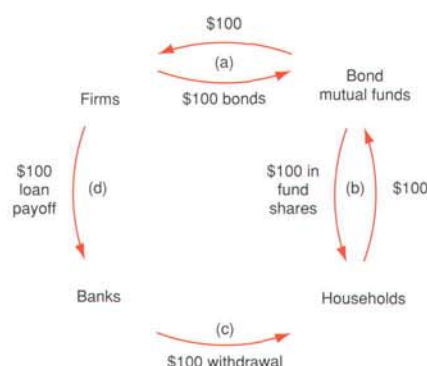 $100
(a)
Firms
$100 bonds
Bond
mutual funds
$100
loan
payoff
(d)
$100 in
fund
shares
(b)
$100
Banks
Households
(c)
$100 withdrawal